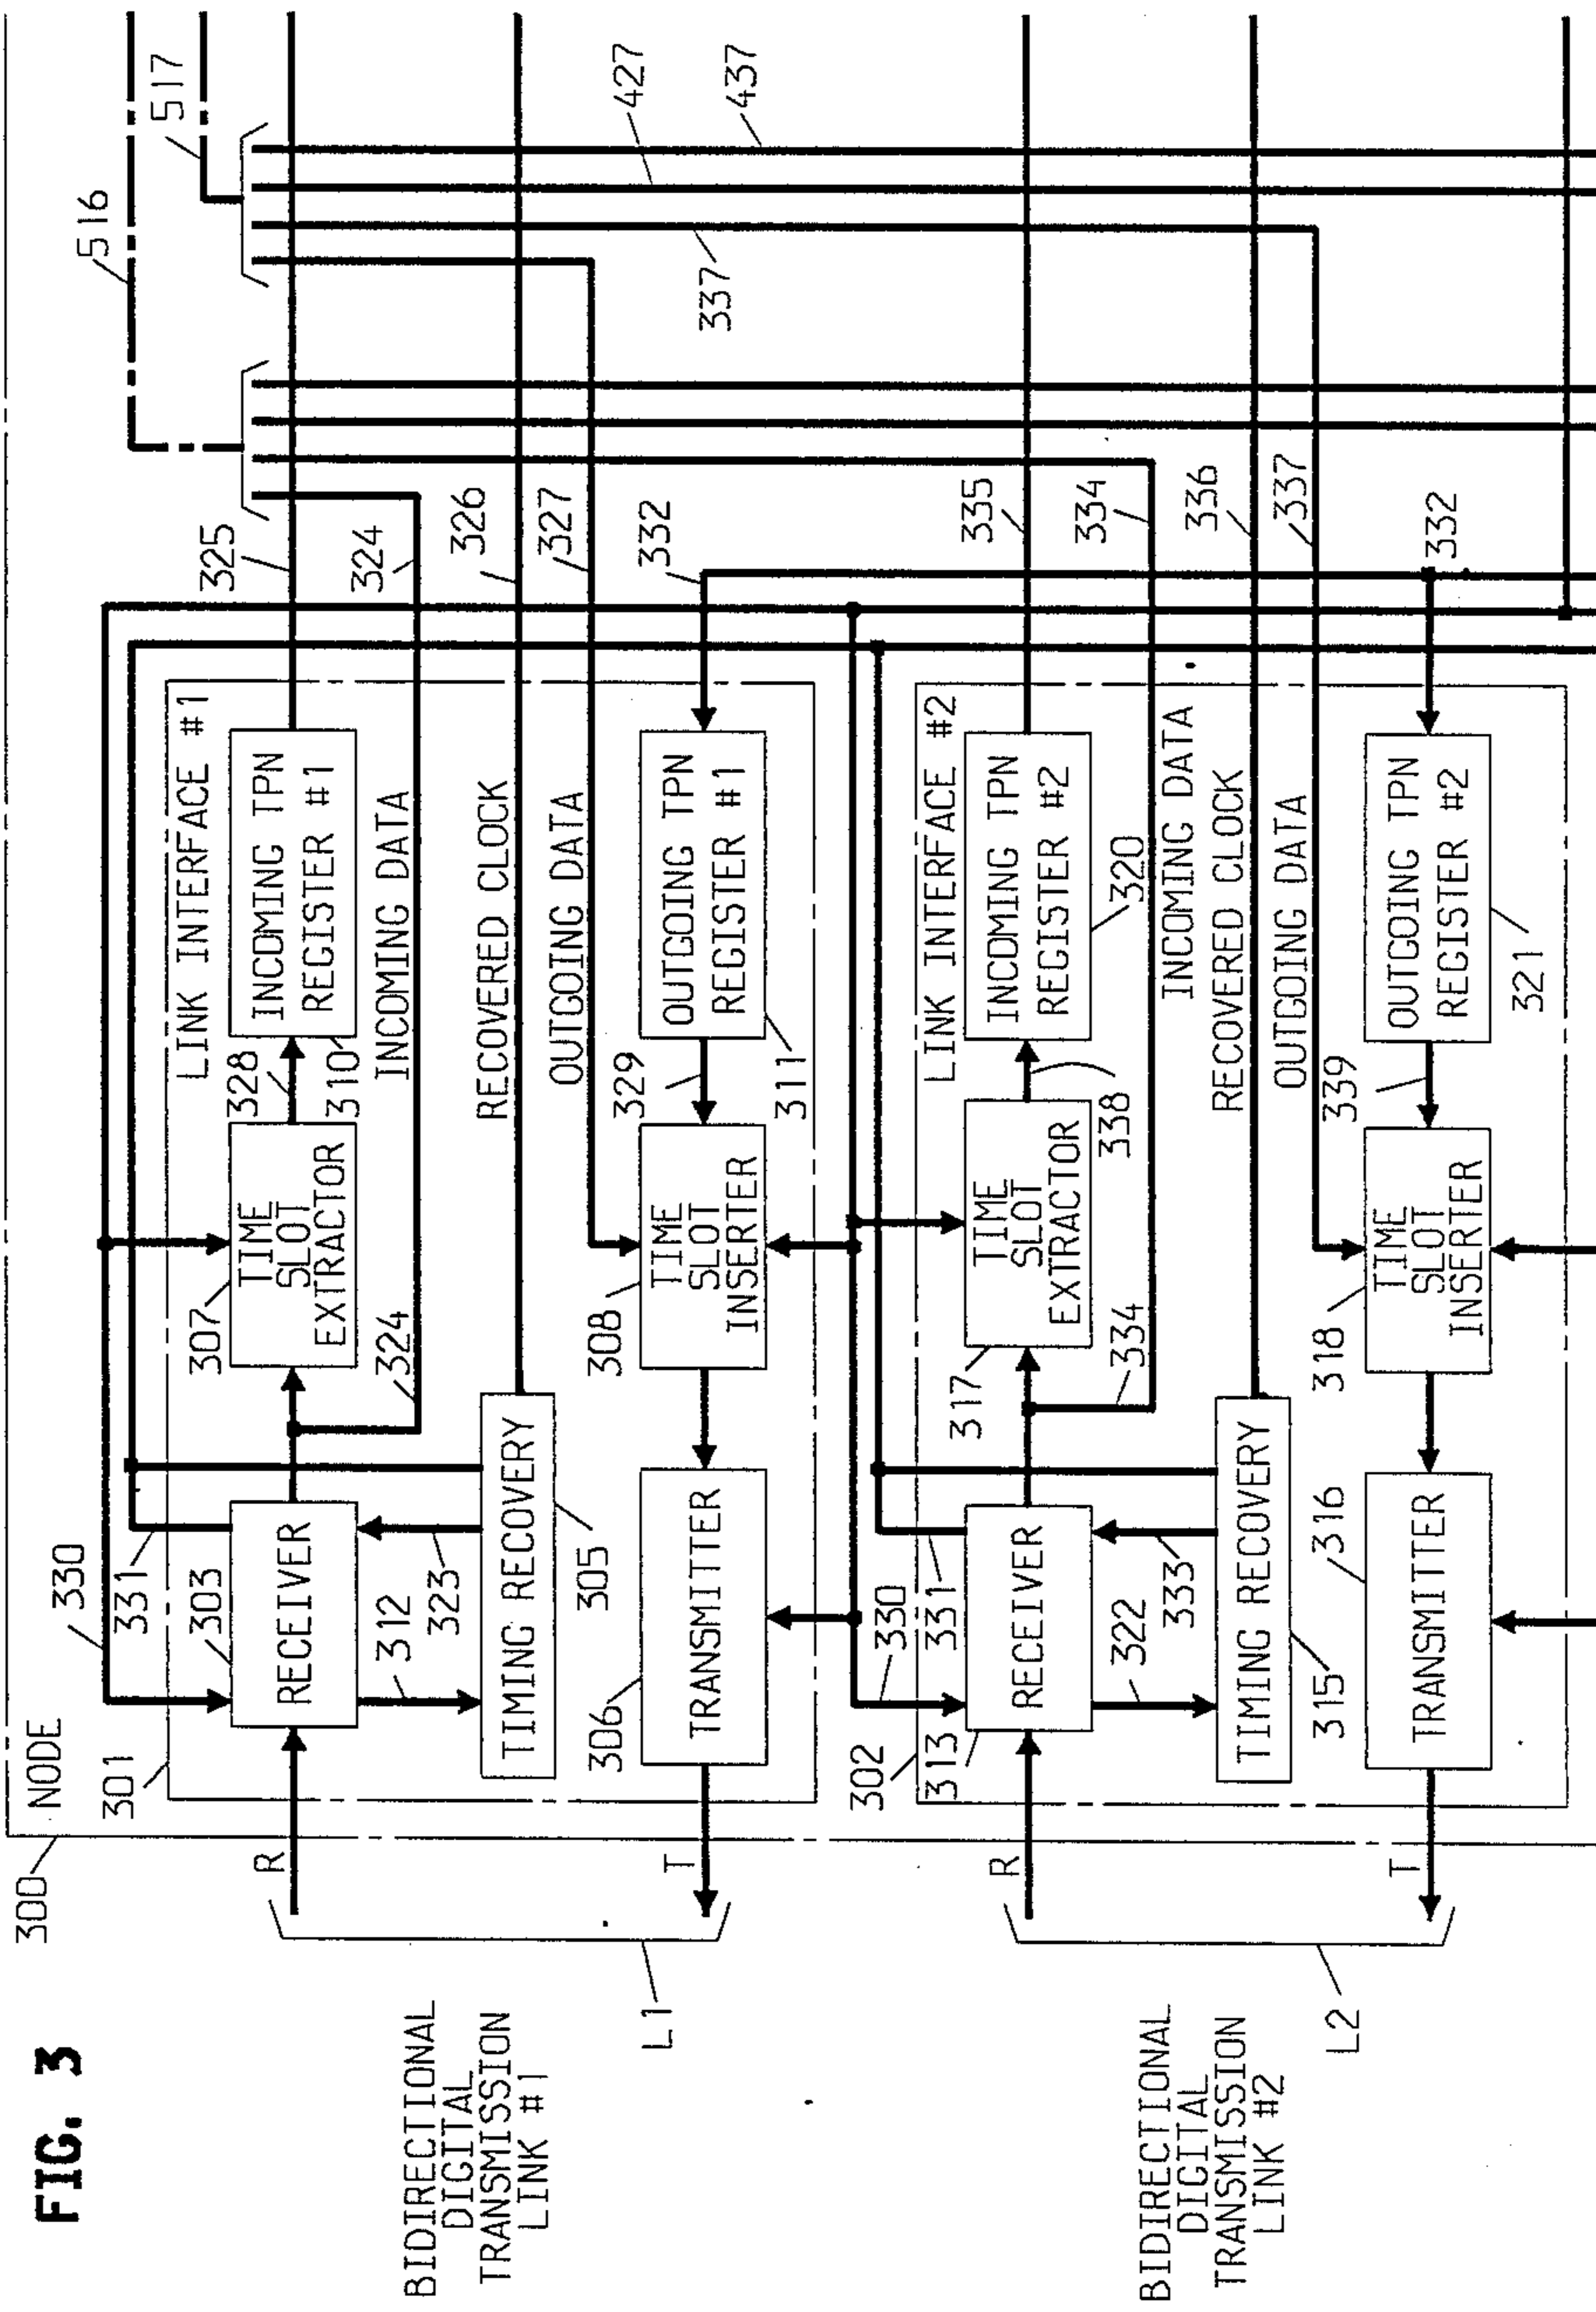 FIG. 3
300
NODE
301
330
331
303
RECEIVER
312
323
TIMING RECOVERY
305
306
TRANSMITTER
307
TIME
SLOT
EXTRACTOR
324
328
310
LINK INTERFACE #1
INCOMING TPN
REGISTER #1
INCOMING DATA
RECOVERED CLOCK
OUTGOING DATA
308
TIME
SLOT
INSERTER
329
311
OUTGOING TPN
REGISTER #1
325
324
326
327
332
516
517
427
437
337
R
T
L1
BIDIRECTIONAL
DIGITAL
TRANSMISSION
LINK #1
302
330
331
313
RECEIVER
322
333
TIMING RECOVERY
315
316
TRANSMITTER
317
TIME
SLOT
EXTRACTOR
334
338
LINK INTERFACE #2
INCOMING TPN
REGISTER #2
320
INCOMING DATA
RECOVERED CLOCK
OUTGOING DATA
318
TIME
SLOT
INSERTER
339
OUTGOING TPN
REGISTER #2
321
335
334
336
337
332
R
T
L2
BIDIRECTIONAL
DIGITAL
TRANSMISSION
LINK #2